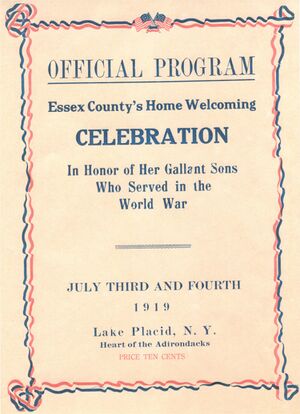 OFFICIAL PROGRAM
Essex County's Home Welcoming
CELEBRATION
In Honor of Her Gallant Sons
Who Served in the
World War
JULY THIRD AND FOURTH
1919
Lake Placid, N. Y.
Heart of the Adirondacks
PRICE TEN CENTS